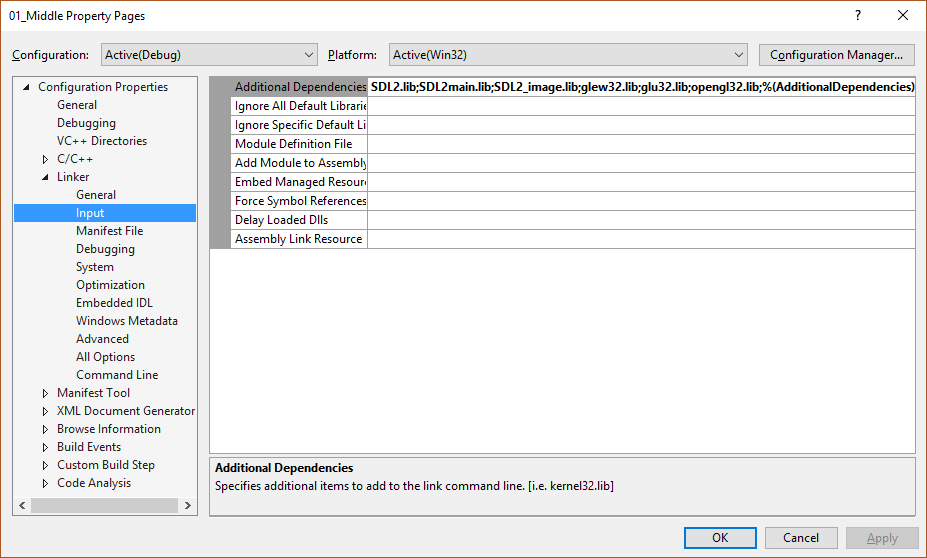 01_Middle Property Pages
?
Configuration: Active(Debug) Platform: Active(Win32) Configuration Manager...
Configuration Properties
General
Debugging
VC++ Directories
C/C++
Linker
General
Input
Manifest File
Debugging
System
Optimization
Embedded IDL
Windows Metadata
Advanced
All Options
Command Line
Manifest Tool
XML Document Generator
Browse Information
Build Events
Custom Build Step
Code Analysis
Additional Dependencies SDL2.lib;SDL2main.lib;SDL2_image.lib;glew32.lib;glu32.lib;opengl32.lib;%(AdditionalDependencies)
Ignore All Default Librarie
Ignore Specific Default Li
Module Definition File
Add Module to Assembly
Embed Managed Resour
Force Symbol References
Delay Loaded Dlls
Assembly Link Resource
Additional Dependencies
Specifies additional items to add to the link command line. [i.e. kernel32.lib]
OK Cancel Apply